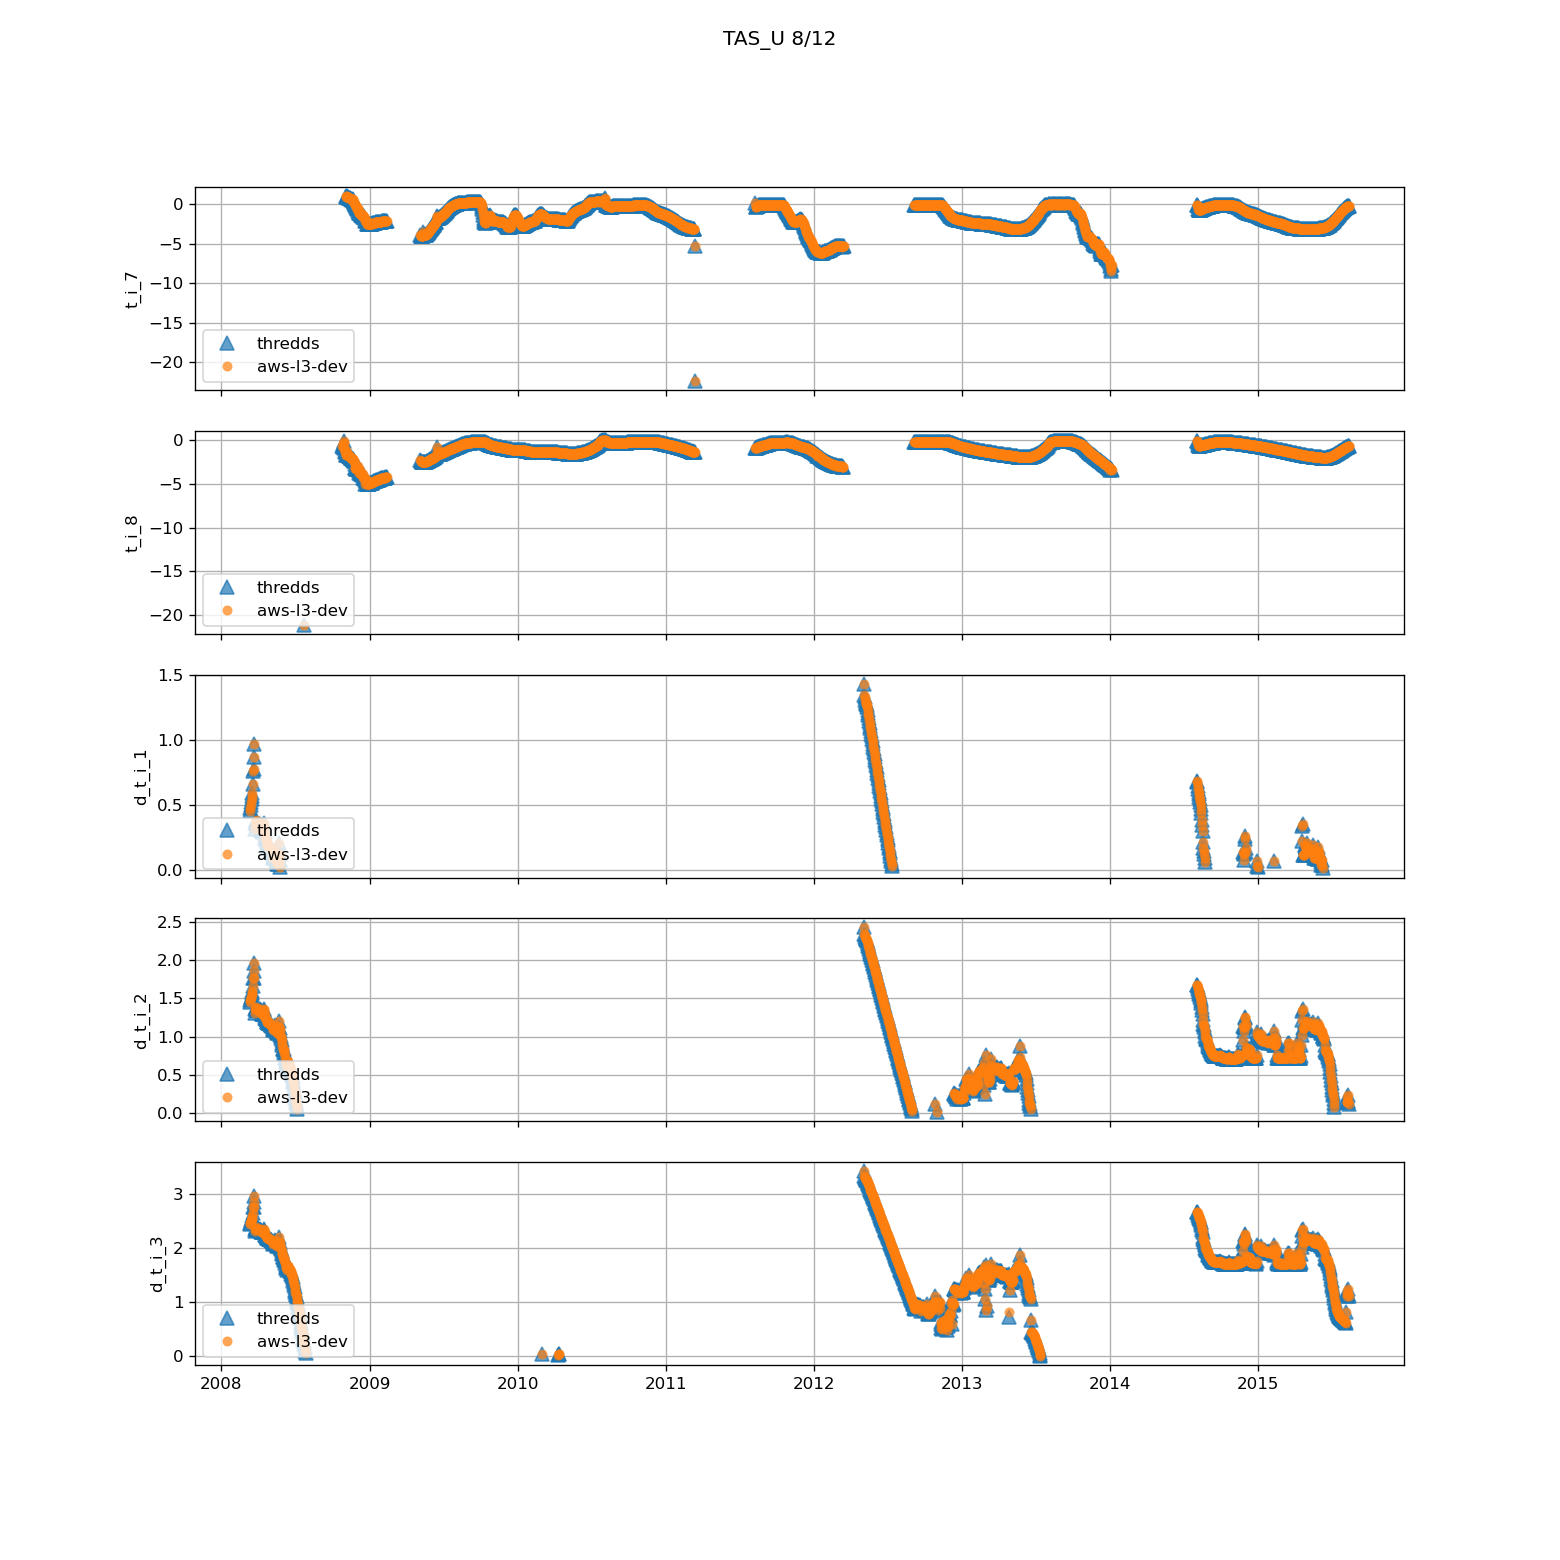 TAS_U 8/12
0
−5
−10
−15
−20
t_i_7
thredds
aws-l3-dev
0
−5
−10
−15
−20
t_i_8
thredds
aws-l3-dev
1.5
1.0
0.5
0.0
d_t_i_1
thredds
aws-l3-dev
2.5
2.0
1.5
1.0
0.5
0.0
d_t_i_2
thredds
aws-l3-dev
3
2
1
0
d_t_i_3
thredds
aws-l3-dev
2008 2009 2010 2011 2012 2013 2014 2015